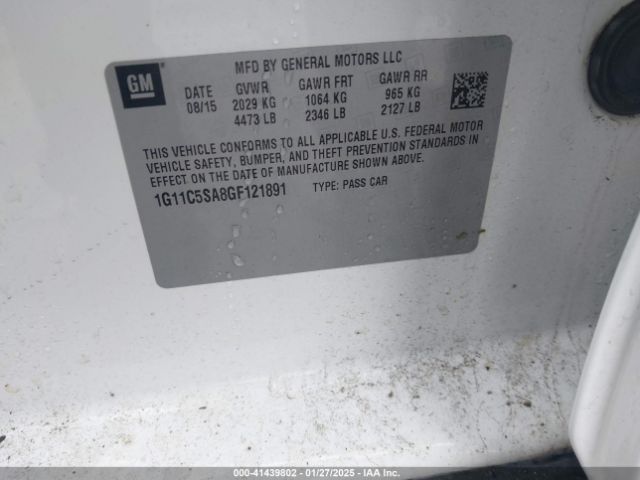 GM
MFD BY GENERAL MOTORS LLC
DATE GVWR GAWR FRT GAWR RR
08/15 2029 KG 1064 KG 965 KG
4473 LB 2346 LB 2127 LB
THIS VEHICLE CONFORMS TO ALL APPLICABLE U.S. FEDERAL MOTOR
VEHICLE SAFETY, BUMPER, AND THEFT PREVENTION STANDARDS IN
EFFECT ON THE DATE OF MANUFACTURE SHOWN ABOVE.
1G11C5SA8GF121891 TYPE: PASS CAR
000-41439802 - 01/27/2025 - IAA Inc.